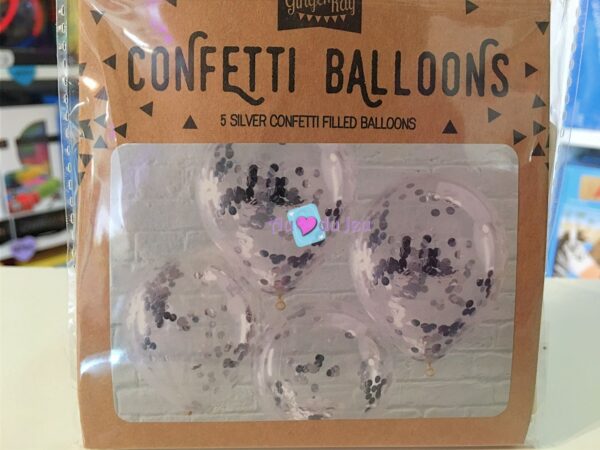 Ginger Ray
CONFETTI BALLOONS
5 SILVER CONFETTI FILLED BALLOONS